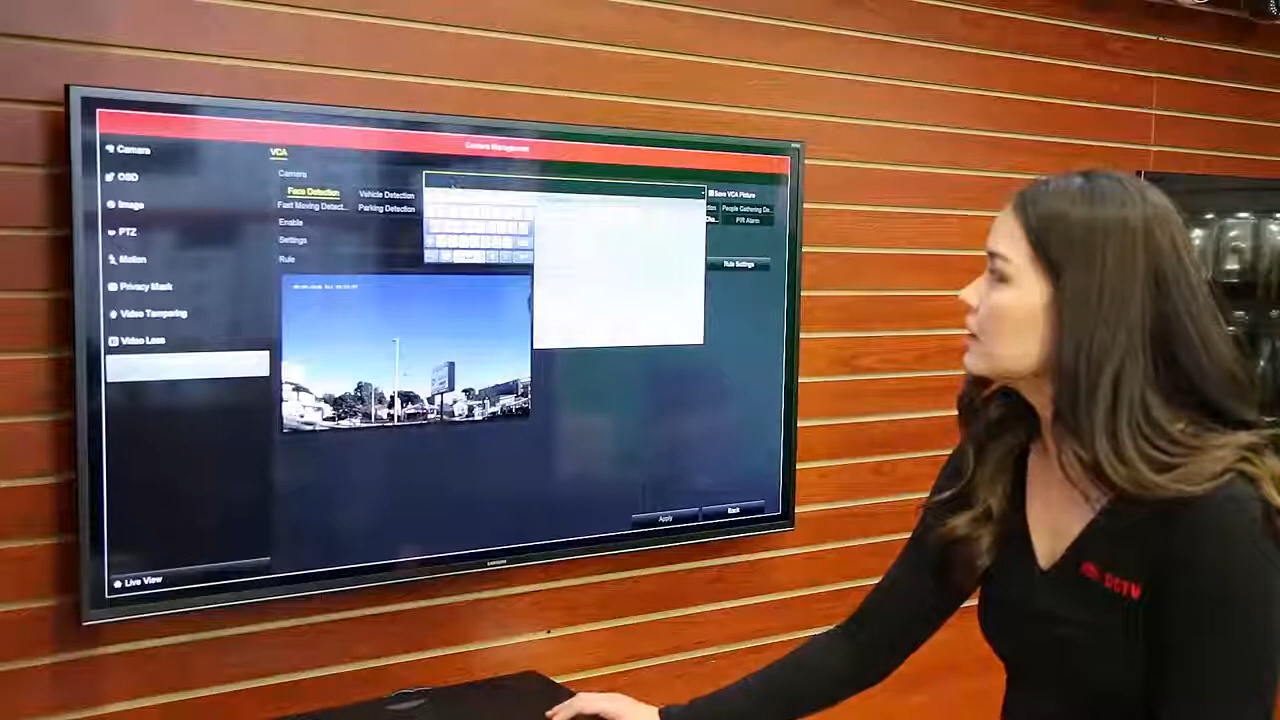 Camera Management
Camera
OSD
Image
PTZ
Motion
Privacy Mask
Video Tampering
Video Loss
Live View
VCA
Camera
Face Detection
Vehicle Detection
Fast Moving Detect...
Parking Detection
Enable
Settings
Rule
Save VCA Picture
People Gathering De...
PIR Alarm
Rule Settings
Apply
Back
SAMSUNG
CCTV